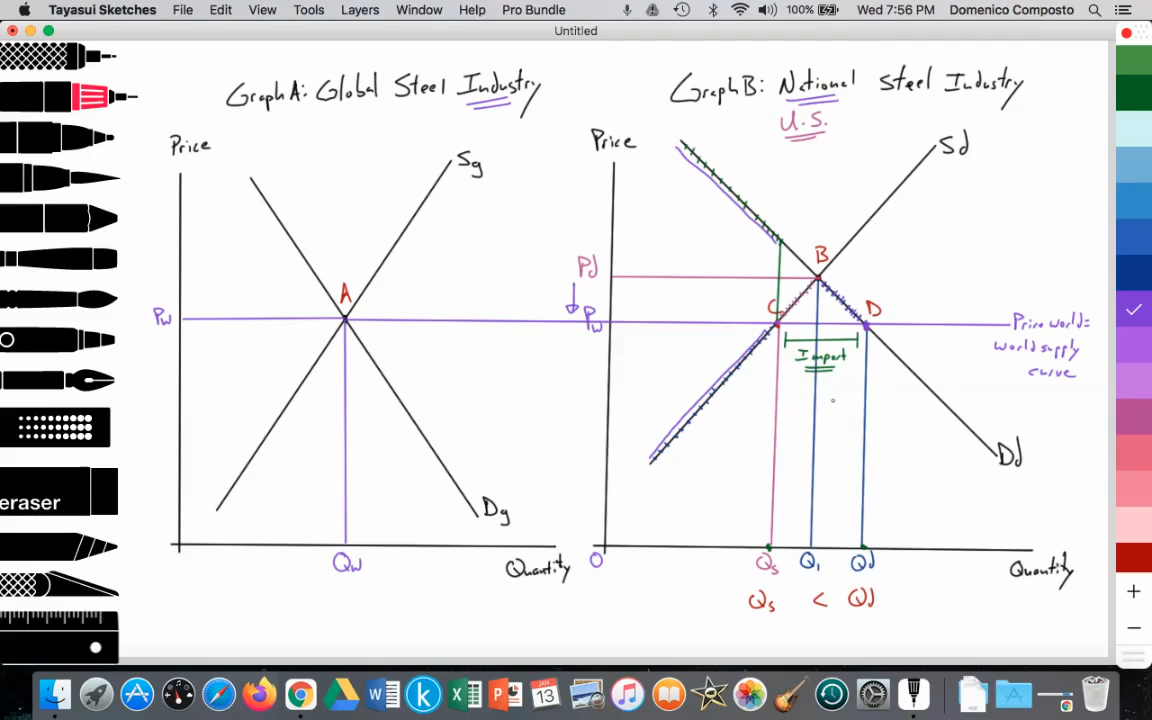 Tayasui Sketches File Edit View Tools Layers Window Help Pro Bundle 100% Wed 7:56 PM Domenico Composto
Untitled
Graph A: Global Steel Industry
Graph B: National Steel Industry
U.S.
Price
Sg
A
Pw
Qw
Dg
Quantity
Price
Sd
B
Pd
Pw
C
D
Price world =
world supply
curve
Import
Dd
O
Qs Q1 Qd
Quantity
Qs < Qd
eraser
JAN
13